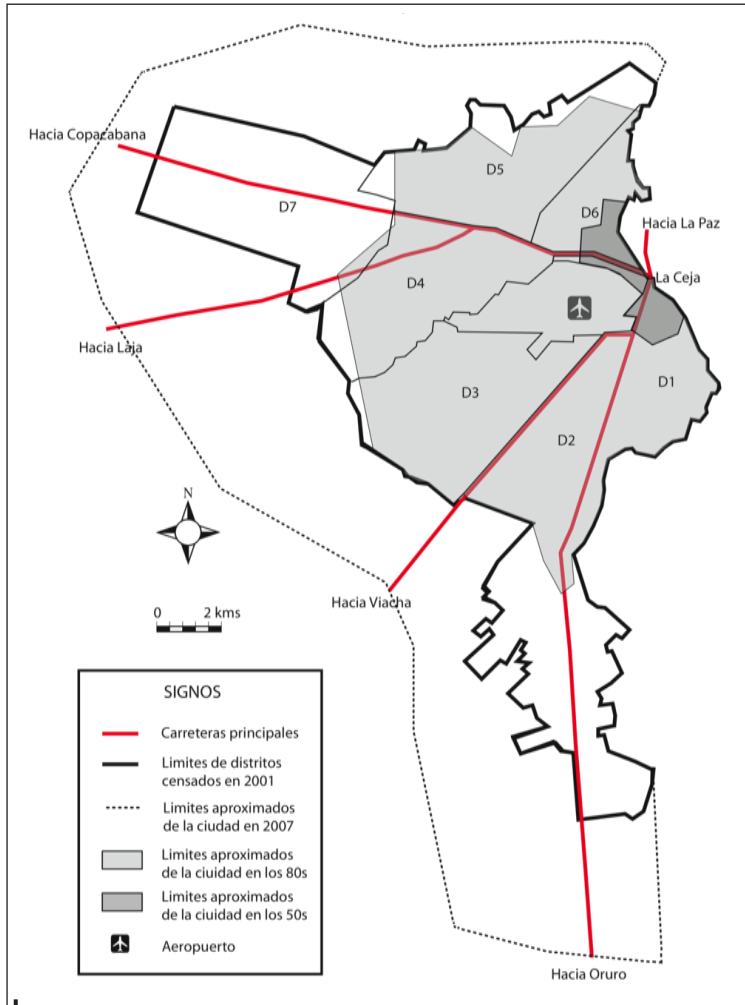 Hacia Copacabana
D5
D7
D6
Hacia La Paz
La Ceja
D4
Hacia Laja
D3
D1
D2
N
0 2 kms
Hacia Viacha
SIGNOS
Carreteras principales
Limites de distritos
censados en 2001
Limites aproximados
de la ciudad en 2007
Limites aproximados
de la ciuidad en los 80s
Limites aproximados
de la ciuidad en los 50s
Aeropuerto
Hacia Oruro